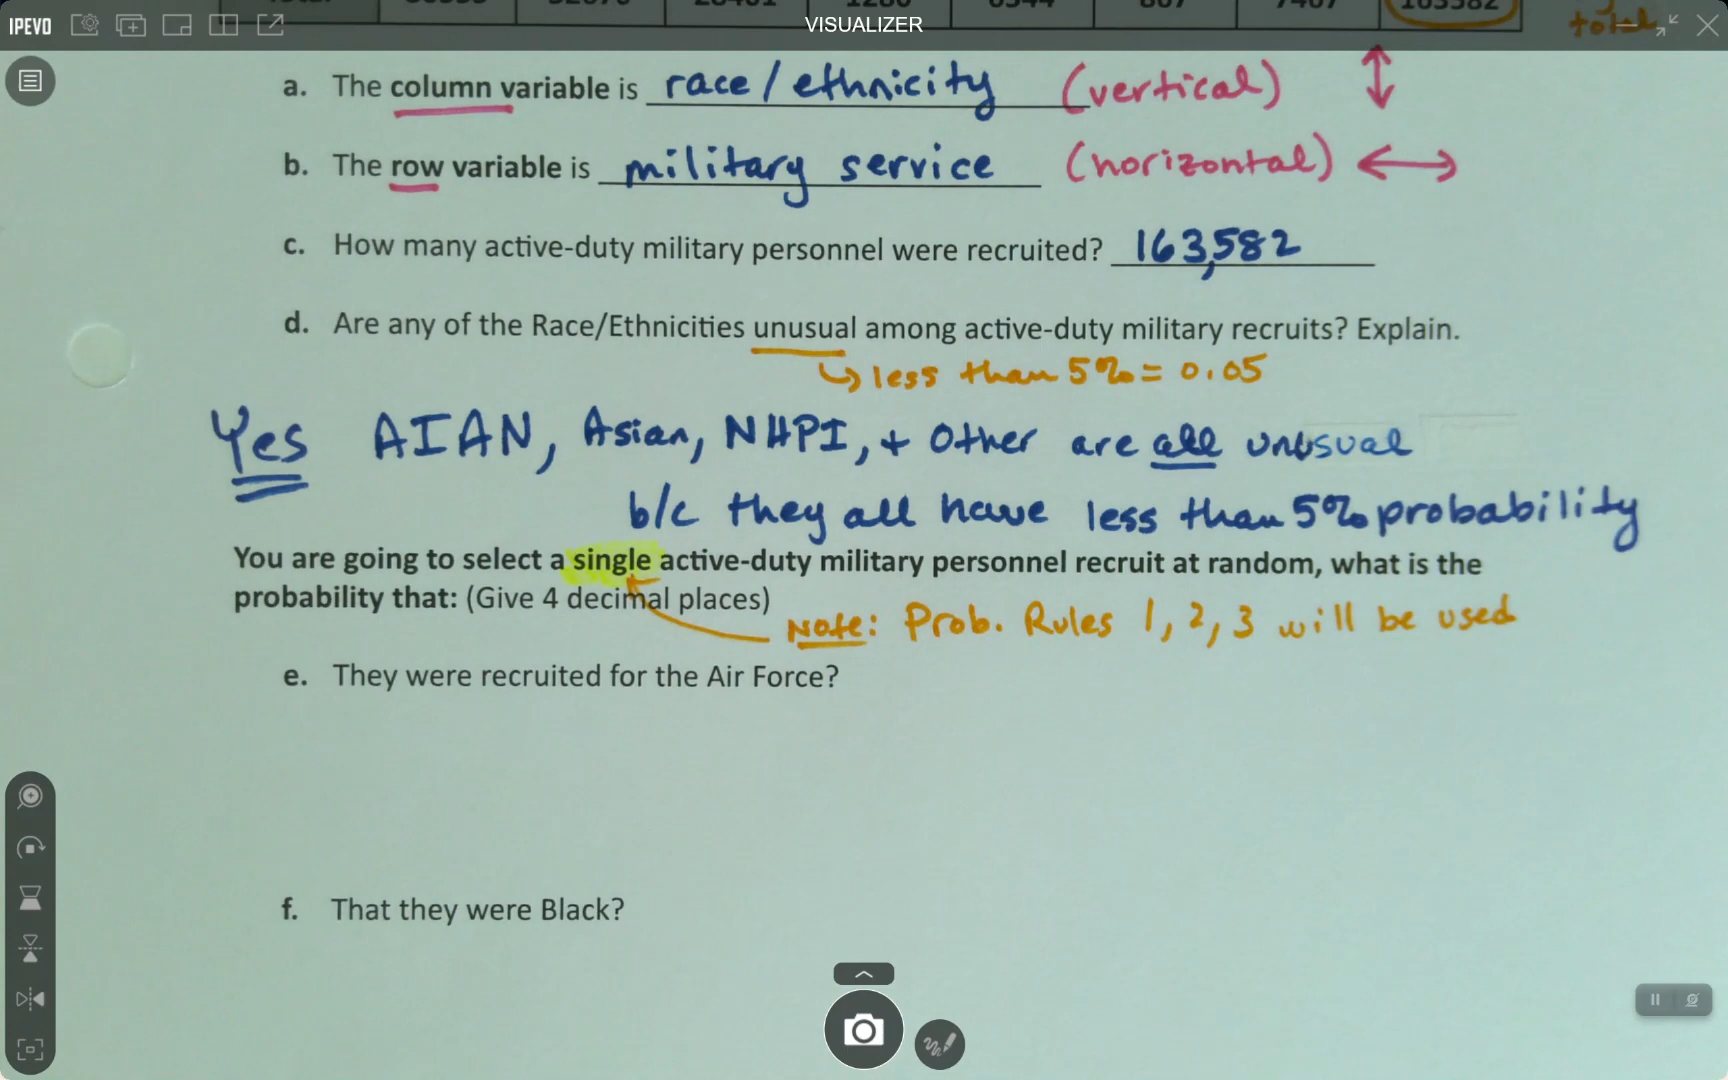 IPEVO
VISUALIZER
163582
total
a. The column variable is race / ethnicity (vertical)
b. The row variable is military service (horizontal)
c. How many active-duty military personnel were recruited? 163,582
d. Are any of the Race/Ethnicities unusual among active-duty military recruits? Explain.
less than 5% = 0.05
Yes AIAN, Asian, NHPI, + Other are all unusual
b/c they all have less than 5% probability
You are going to select a single active-duty military personnel recruit at random, what is the
probability that: (Give 4 decimal places)
Note: Prob. Rules 1, 2, 3 will be used
e. They were recruited for the Air Force?
f. That they were Black?